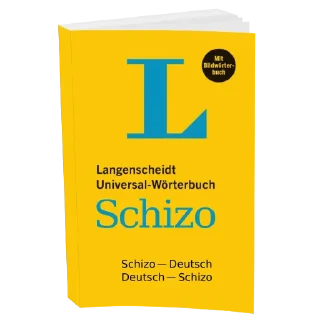 Mit
Bildwörter-
buch
L
Langenscheidt
Universal-Wörterbuch
Schizo
Schizo — Deutsch
Deutsch — Schizo